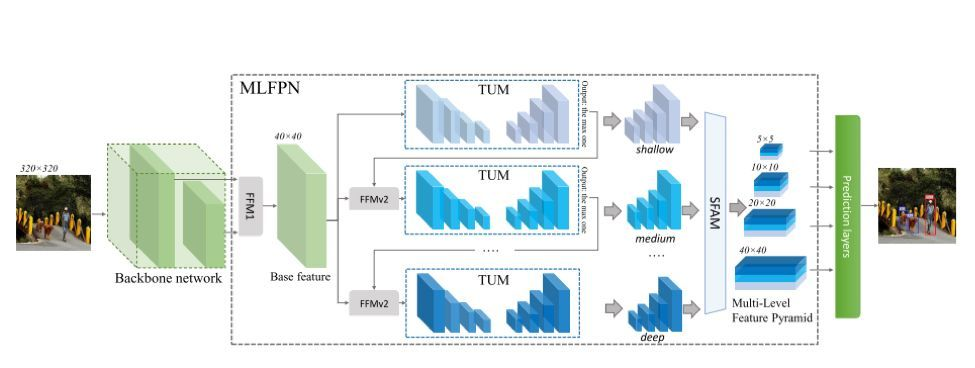 MLFPN
320×320
Backbone network
FFM1
40×40
Base feature
TUM
Output: the max one
shallow
FFMv2
TUM
Output: the max one
medium
....
....
FFMv2
TUM
deep
SFAM
5×5
10×10
20×20
40×40
Multi-Level
Feature Pyramid
Prediction layers